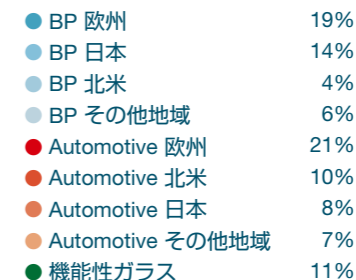 BP 欧州 19%
BP 日本 14%
BP 北米 4%
BP その他地域 6%
Automotive 欧州 21%
Automotive 北米 10%
Automotive 日本 8%
Automotive その他地域 7%
機能性ガラス 11%